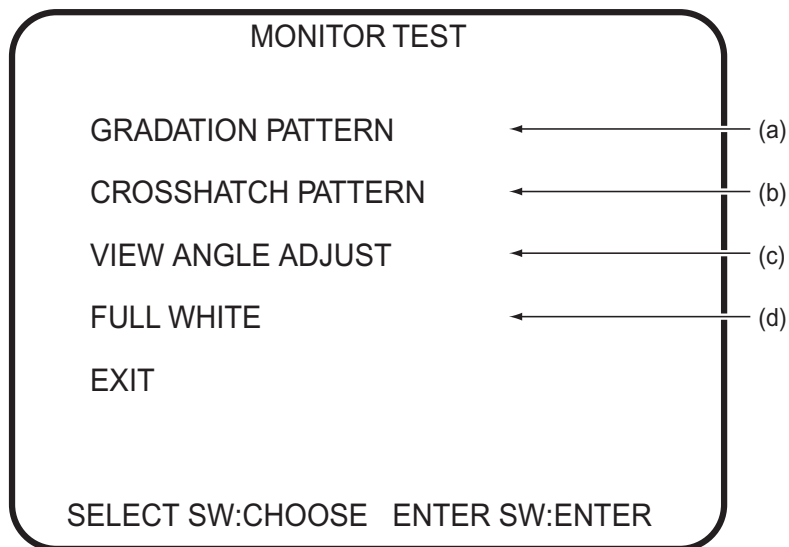 MONITOR TEST
GRADATION PATTERN (a)
CROSSHATCH PATTERN (b)
VIEW ANGLE ADJUST (c)
FULL WHITE (d)
EXIT
SELECT SW:CHOOSE ENTER SW:ENTER